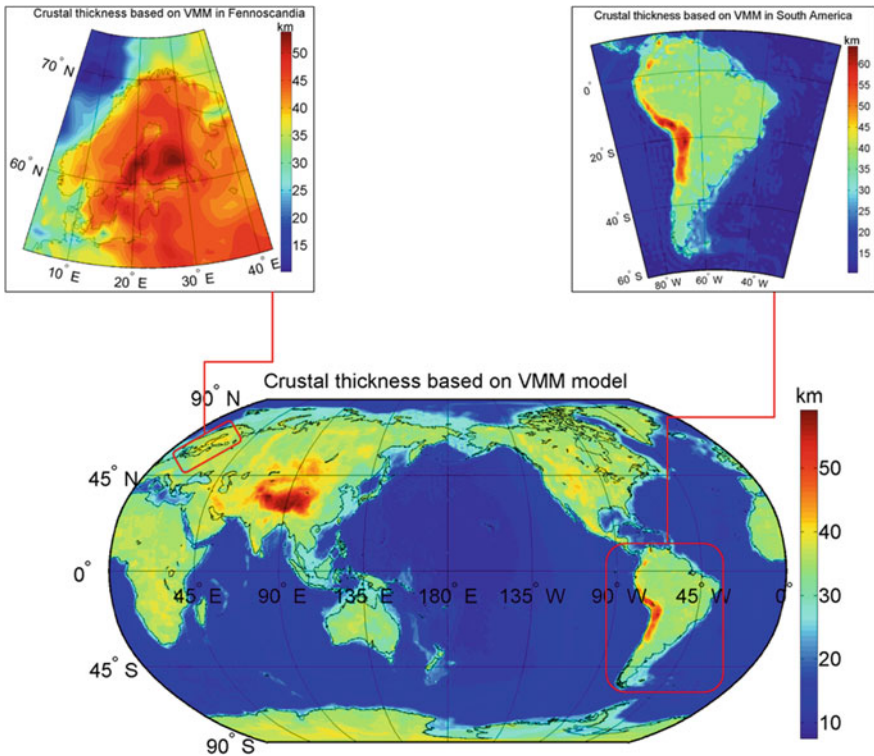 Crustal thickness based on VMM in Fennoscandia
km
50
45
40
35
30
25
20
15
70° N
60° N
10° E
20° E
30° E
40° E
Crustal thickness based on VMM in South America
km
60
55
50
45
40
35
30
25
20
15
0°
20° S
40° S
60° S
80° W
60° W
40° W
Crustal thickness based on VMM model
90° N
45° N
0°
45° E
90° E
135° E
180° E
135° W
90° W
45° W
0°
45° S
90° S
km
50
40
30
20
10